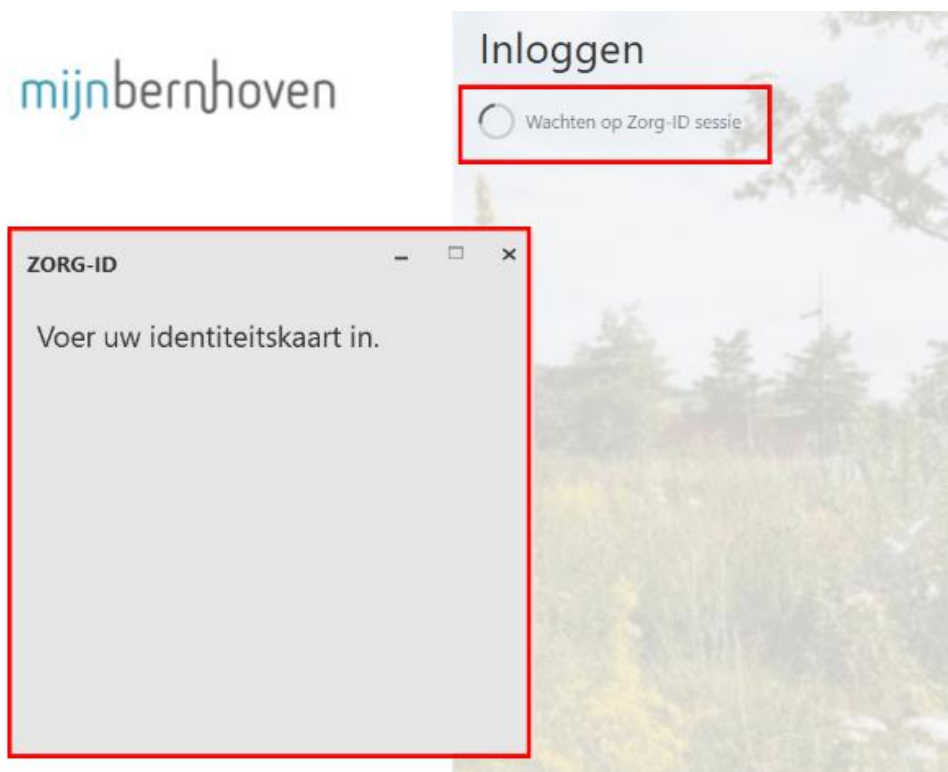 mijnbernhoven
Inloggen
Wachten op Zorg-ID sessie
ZORG-ID
Voer uw identiteitskaart in.